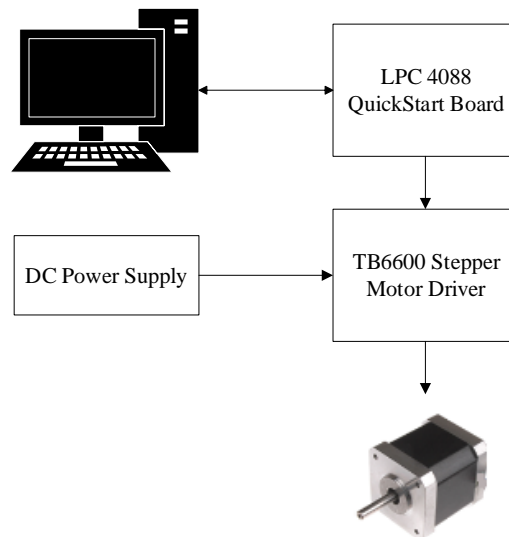 LPC 4088
QuickStart Board
DC Power Supply
TB6600 Stepper
Motor Driver